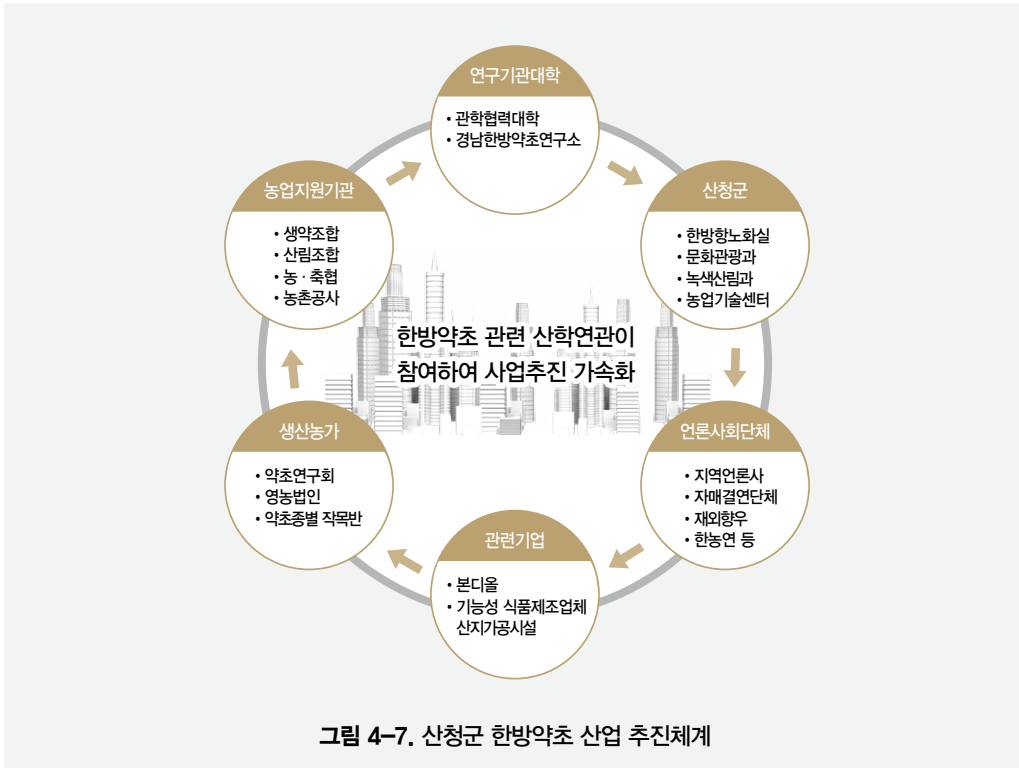 연구기관대학
• 관학협력대학
• 경남한방약초연구소
농업지원기관
• 생약조합
• 산림조합
• 농·축협
• 농촌공사
산청군
• 한방항노화실
• 문화관광과
• 녹색산림과
• 농업기술센터
한방약초 관련 산학연관이
참여하여 사업추진 가속화
생산농가
• 약초연구회
• 영농법인
• 약초종별 작목반
언론사회단체
• 지역언론사
• 자매결연단체
• 재외향우
• 한농연 등
관련기업
• 본디올
• 기능성 식품제조업체
산지가공시설
그림 4-7. 산청군 한방약초 산업 추진체계